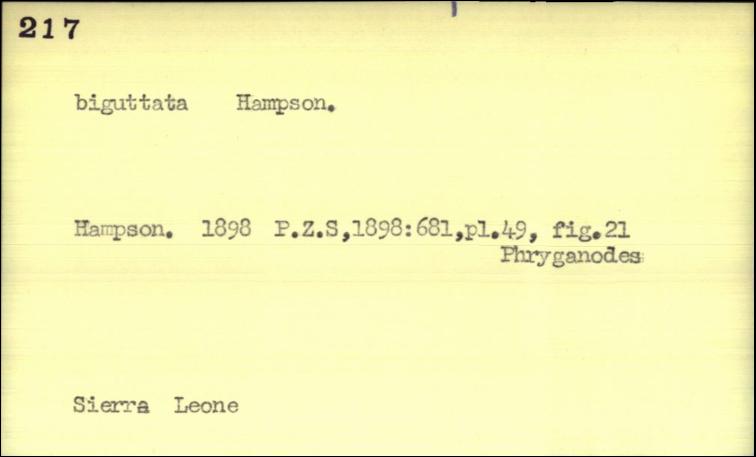 217
biguttata Hampson.
Hampson. 1898 P.Z.S,1898:681,pl.49, fig.21
Phryganodes
Sierra Leone